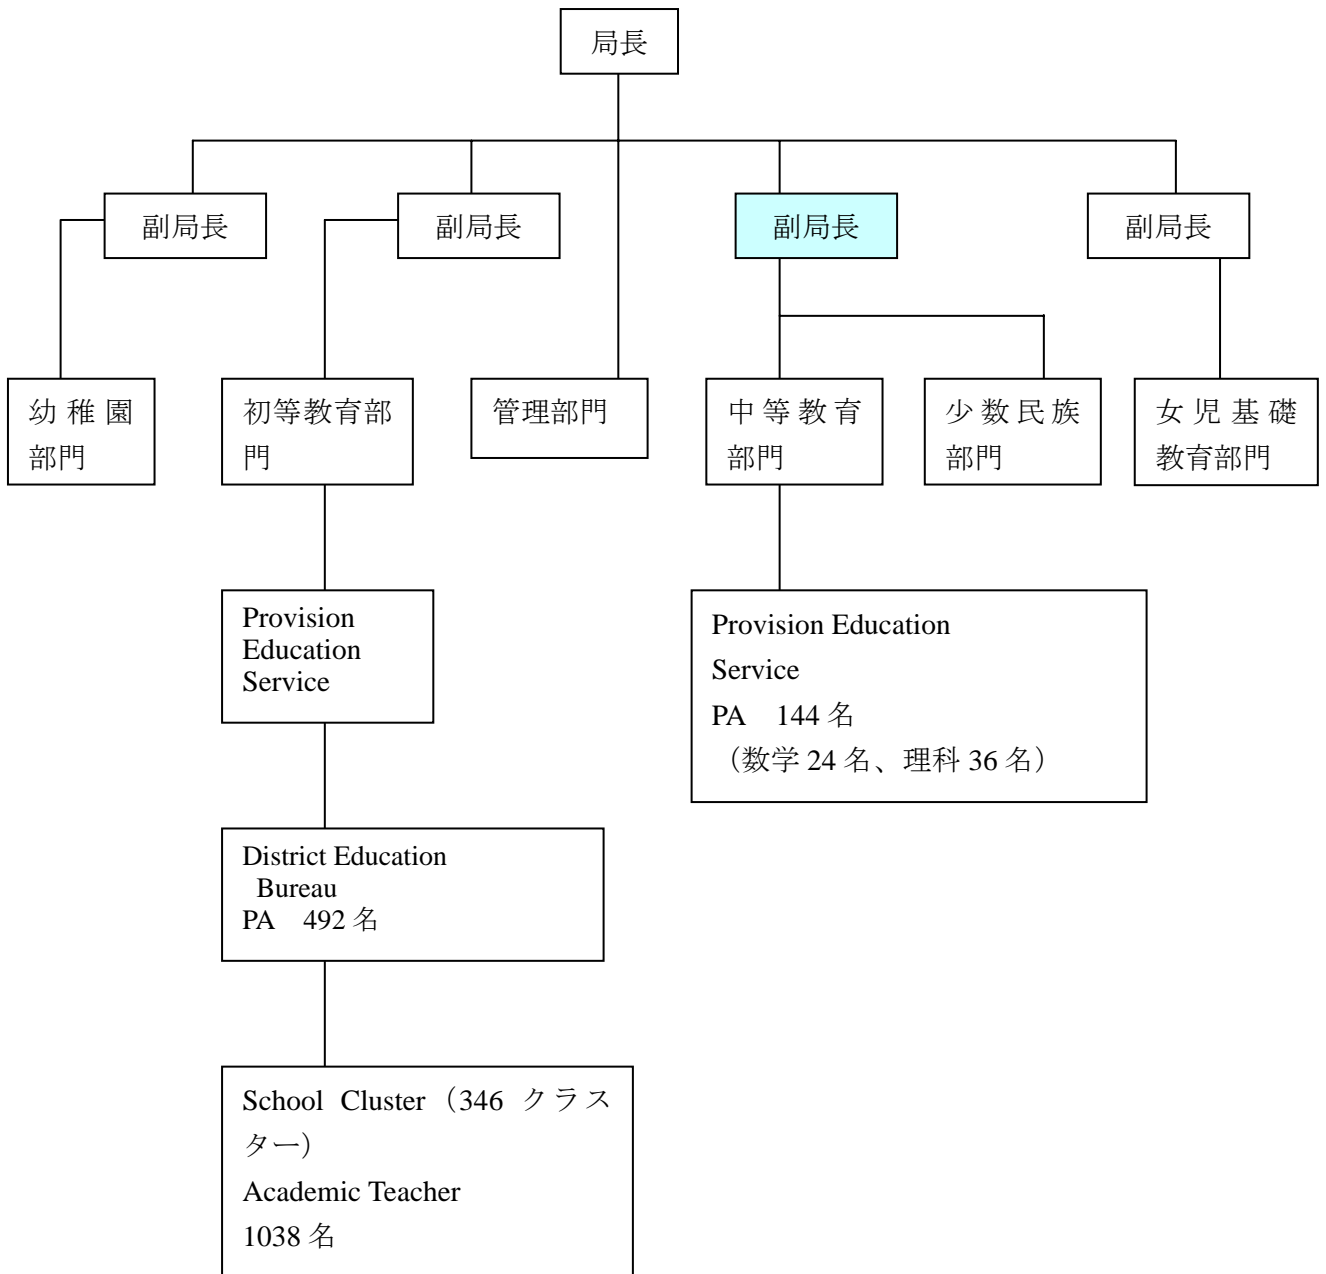 局長
副局長
副局長
副局長
副局長
幼稚園
部門
初等教育部
門
管理部門
中等教育
部門
少数民族
部門
女児基礎
教育部門
Provision
Education
Service
Provision Education
Service
PA 144 名
（数学 24 名、理科 36 名）
District Education
Bureau
PA 492 名
School Cluster（346 クラス
ター）
Academic Teacher
1038 名